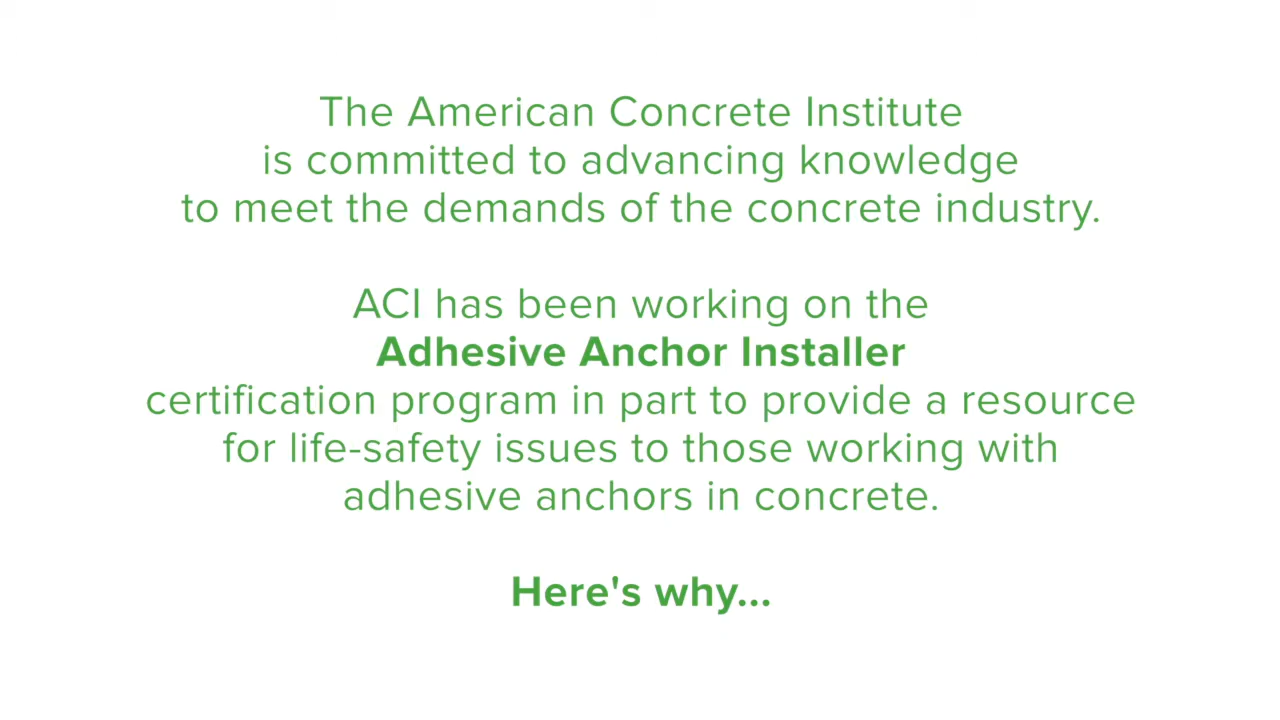 The American Concrete Institute
is committed to advancing knowledge
to meet the demands of the concrete industry.
ACI has been working on the
Adhesive Anchor Installer
certification program in part to provide a resource
for life-safety issues to those working with
adhesive anchors in concrete.
Here's why...